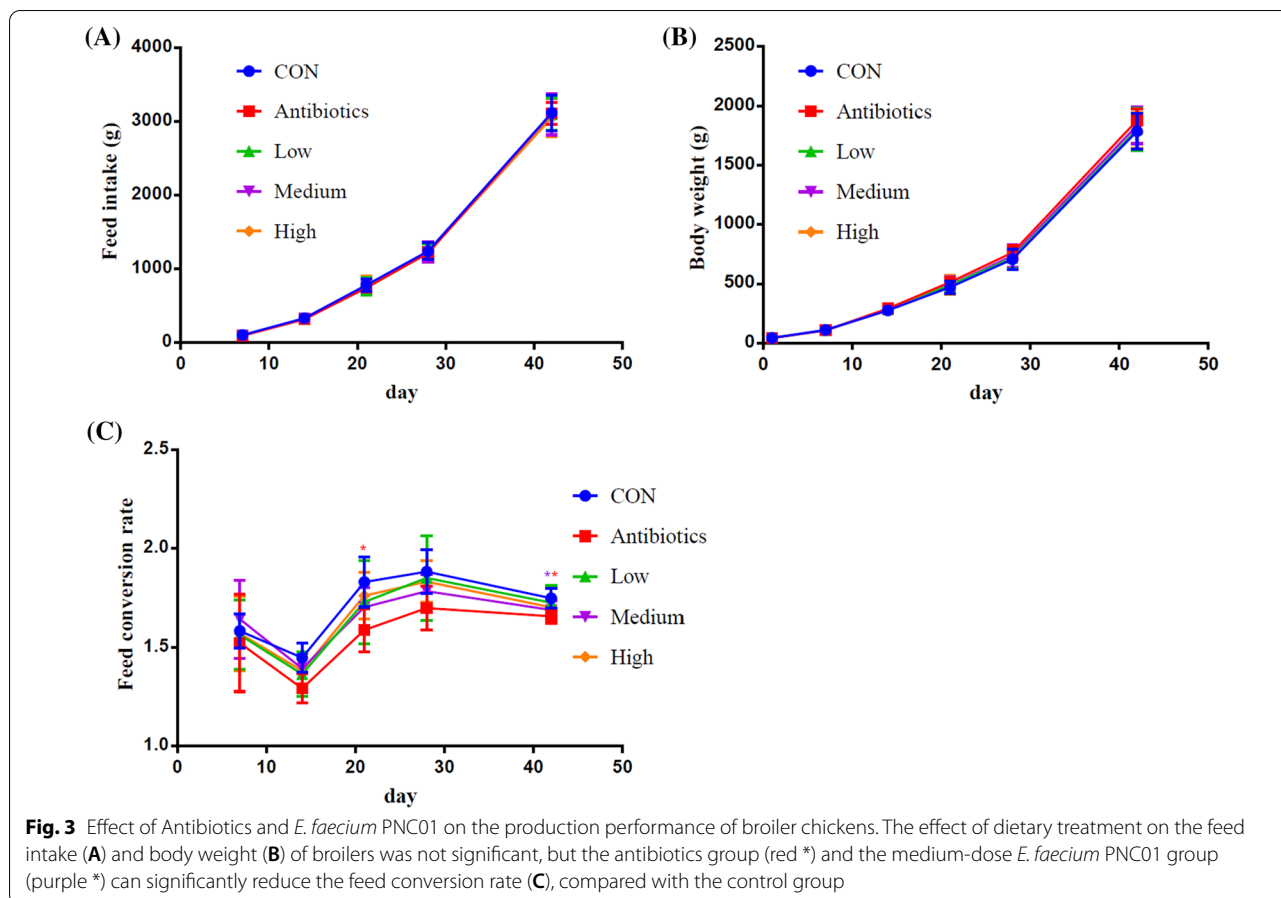 (A)
4000
3000
2000
1000
0
Feed intake (g)
CON
Antibiotics
Low
Medium
High
0 10 20 30 40 50
day
(B)
2500
2000
1500
1000
500
0
Body weight (g)
CON
Antibiotics
Low
Medium
High
0 10 20 30 40 50
day
(C)
2.5
2.0
1.5
1.0
Feed conversion rate
* **
CON
Antibiotics
Low
Medium
High
0 10 20 30 40 50
day
Fig. 3 Effect of Antibiotics and E. faecium PNC01 on the production performance of broiler chickens. The effect of dietary treatment on the feed
intake (A) and body weight (B) of broilers was not significant, but the antibiotics group (red *) and the medium-dose E. faecium PNC01 group
(purple *) can significantly reduce the feed conversion rate (C), compared with the control group